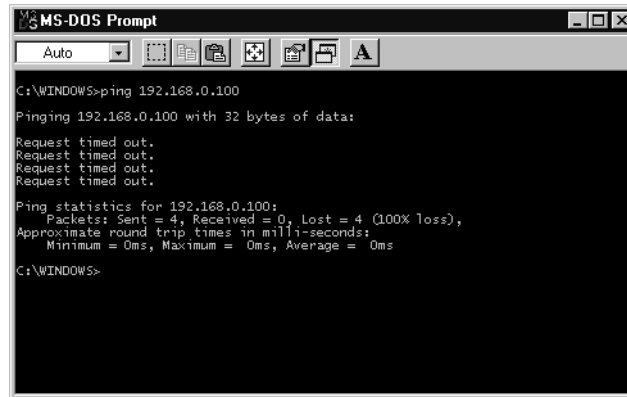 MS-DOS Prompt
Auto
A
C:\WINDOWS>ping 192.168.0.100
Pinging 192.168.0.100 with 32 bytes of data:
Request timed out.
Request timed out.
Request timed out.
Request timed out.
Ping statistics for 192.168.0.100:
    Packets: Sent = 4, Received = 0, Lost = 4 (100% loss),
Approximate round trip times in milli-seconds:
    Minimum = 0ms, Maximum =  0ms, Average =  0ms
C:\WINDOWS>